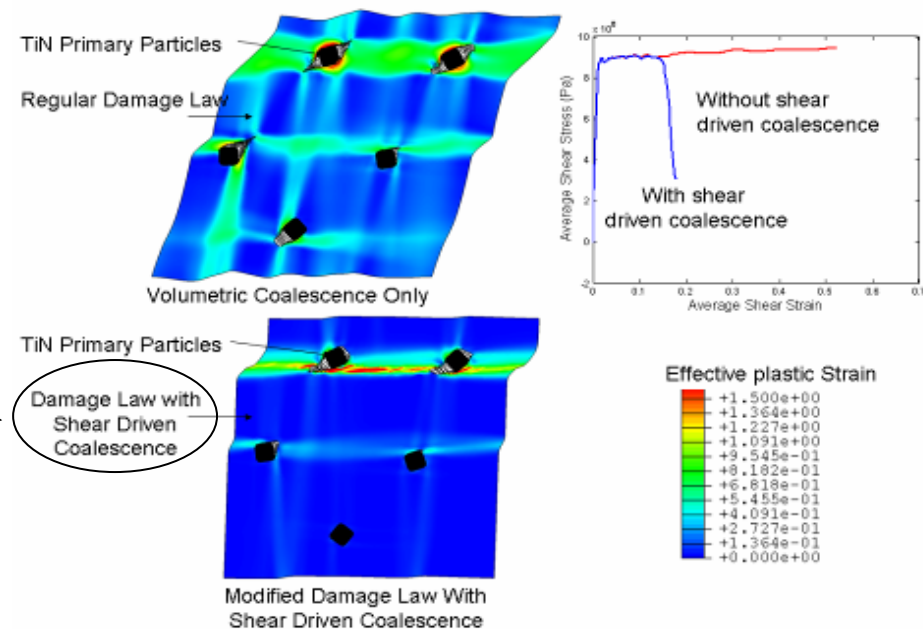 TiN Primary Particles
Regular Damage Law
Volumetric Coalescence Only
x 10⁸
10
8
6
4
2
0
-2
0
0.1
0.2
0.3
0.4
0.5
0.6
0.7
Average Shear Stress (Pa)
Average Shear Strain
Without shear
driven coalescence
With shear
driven coalescence
TiN Primary Particles
Damage Law with
Shear Driven
Coalescence
Modified Damage Law With
Shear Driven Coalescence
Effective plastic Strain
+1.500e+00
+1.364e+00
+1.227e+00
+1.091e+00
+9.545e-01
+8.182e-01
+6.818e-01
+5.455e-01
+4.091e-01
+2.727e-01
+1.364e-01
+0.000e+00